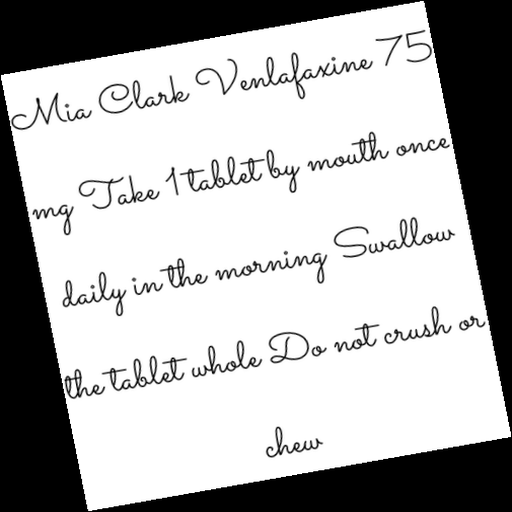 Mia Clark Venlafaxine 75
mg Take 1 tablet by mouth once
daily in the morning Swallow
the tablet whole Do not crush or
chew